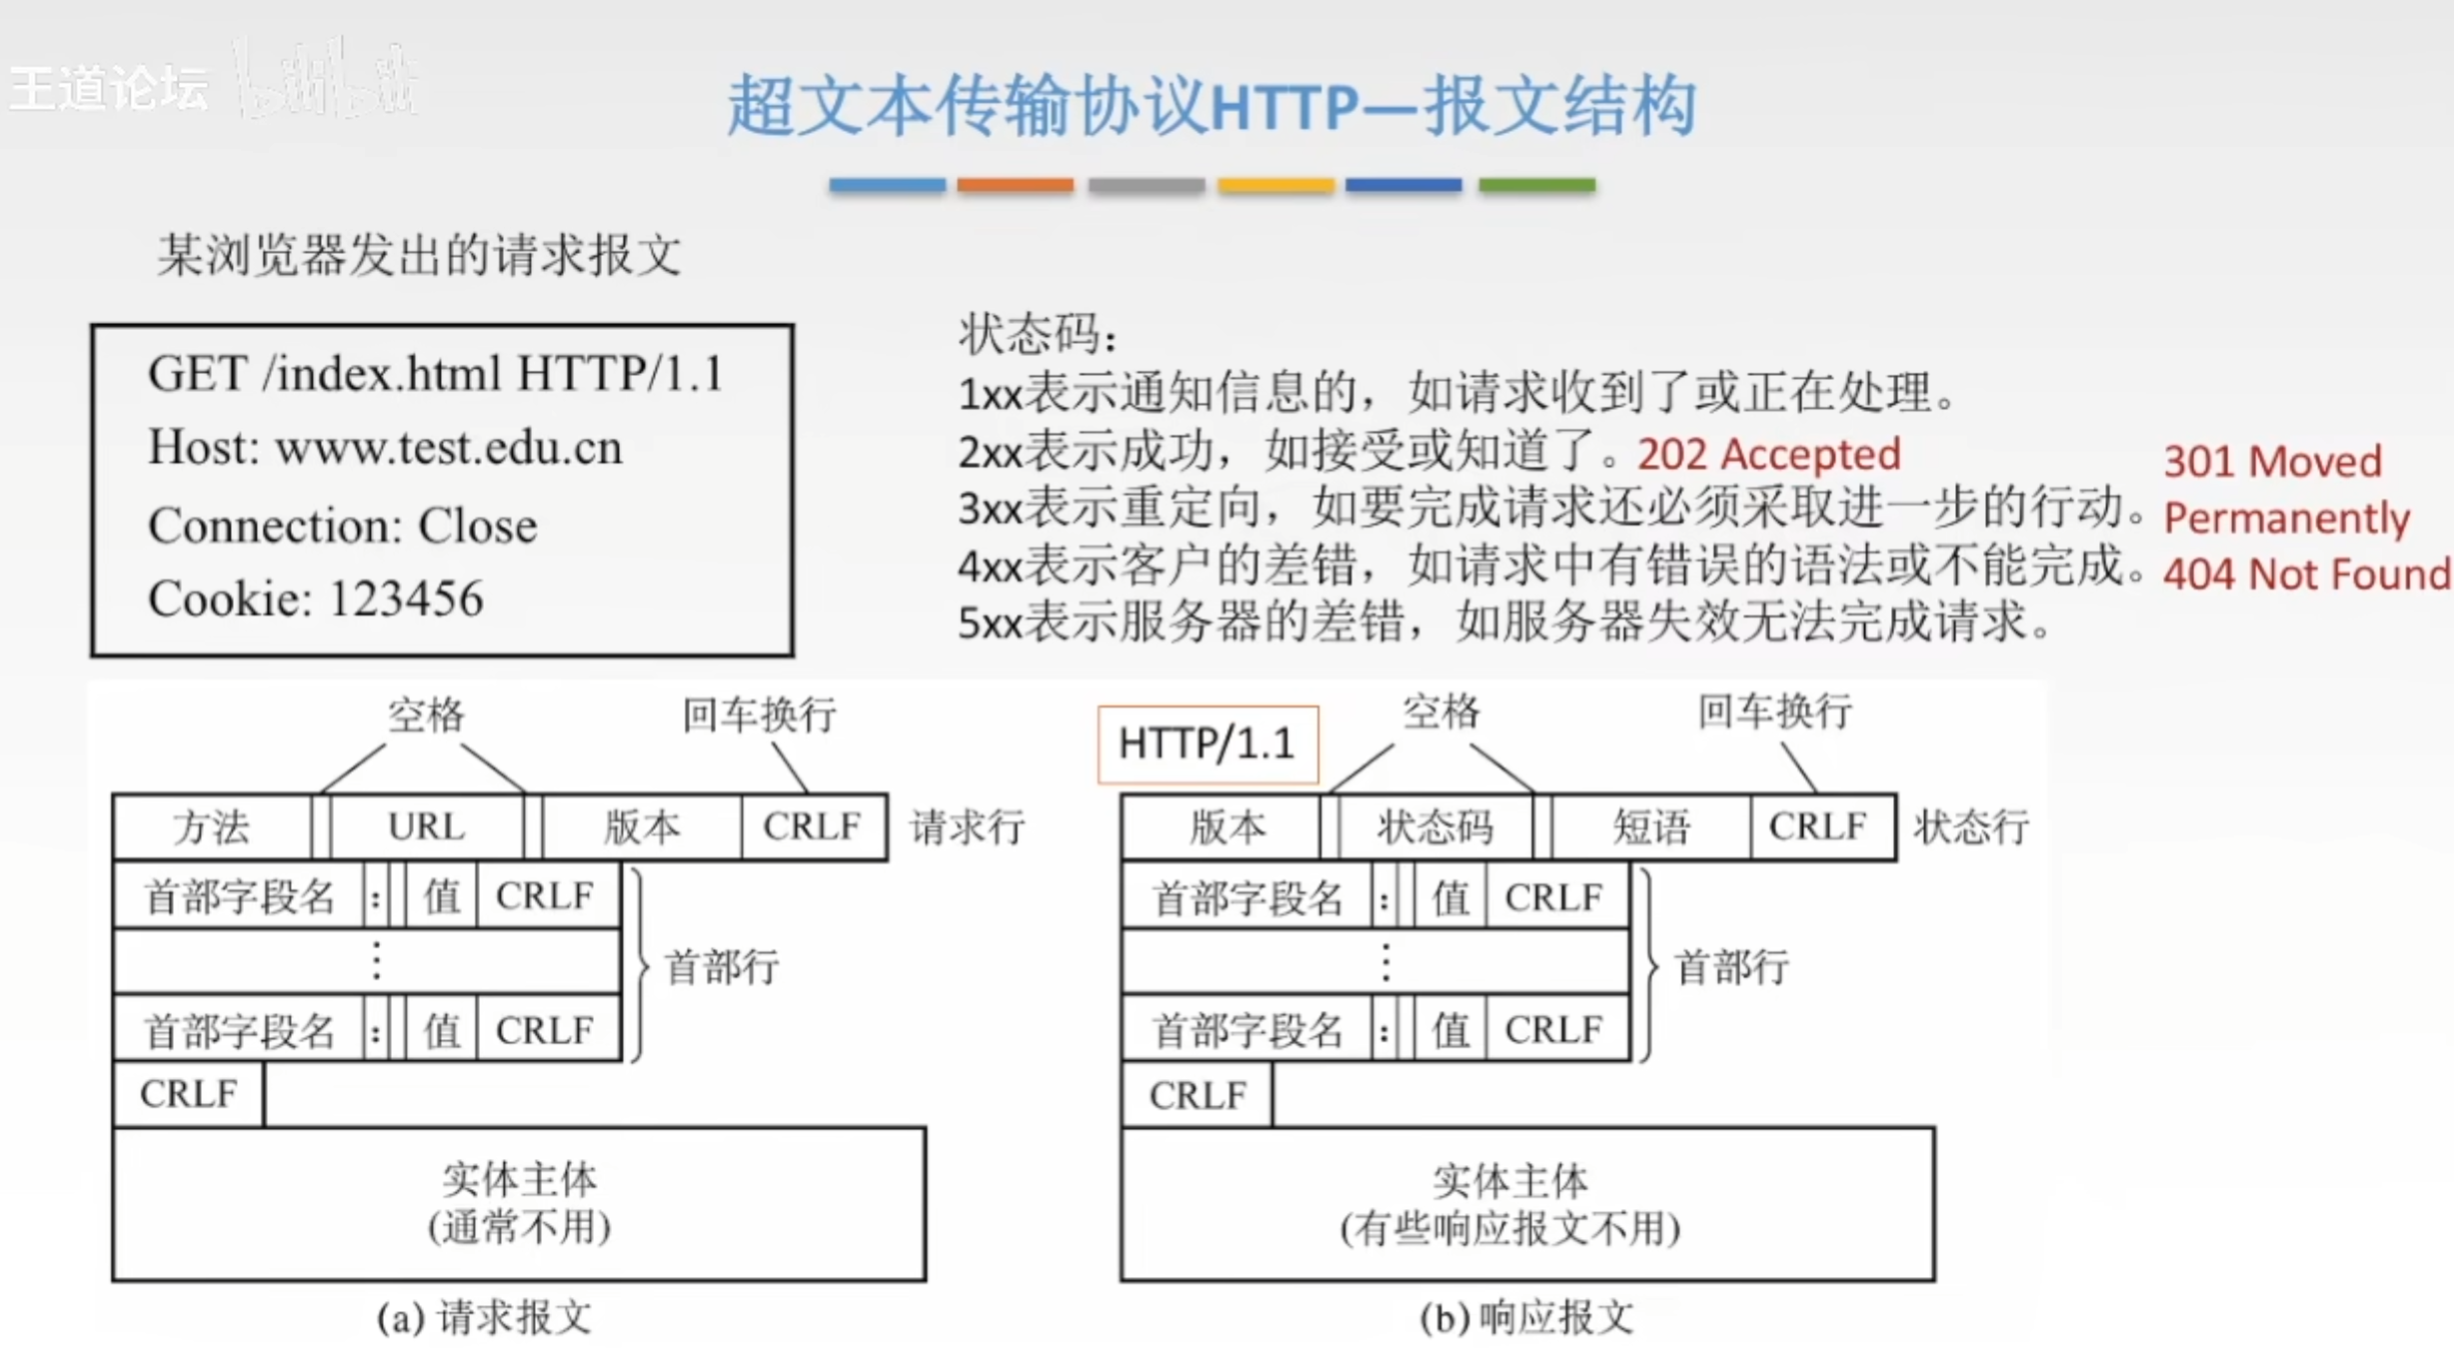 王道论坛 bilibili
超文本传输协议HTTP—报文结构
某浏览器发出的请求报文
GET /index.html HTTP/1.1
Host: www.test.edu.cn
Connection: Close
Cookie: 123456
状态码：
1xx表示通知信息的，如请求收到了或正在处理。
2xx表示成功，如接受或知道了。202 Accepted
3xx表示重定向，如要完成请求还必须采取进一步的行动。
4xx表示客户的差错，如请求中有错误的语法或不能完成。
5xx表示服务器的差错，如服务器失效无法完成请求。
301 Moved
Permanently
404 Not Found
空格 回车换行
方法 URL 版本 CRLF 请求行
首部字段名 : 值 CRLF
⋮ 首部行
首部字段名 : 值 CRLF
CRLF
实体主体
(通常不用)
(a) 请求报文
HTTP/1.1 空格 回车换行
版本 状态码 短语 CRLF 状态行
首部字段名 : 值 CRLF
⋮ 首部行
首部字段名 : 值 CRLF
CRLF
实体主体
(有些响应报文不用)
(b) 响应报文